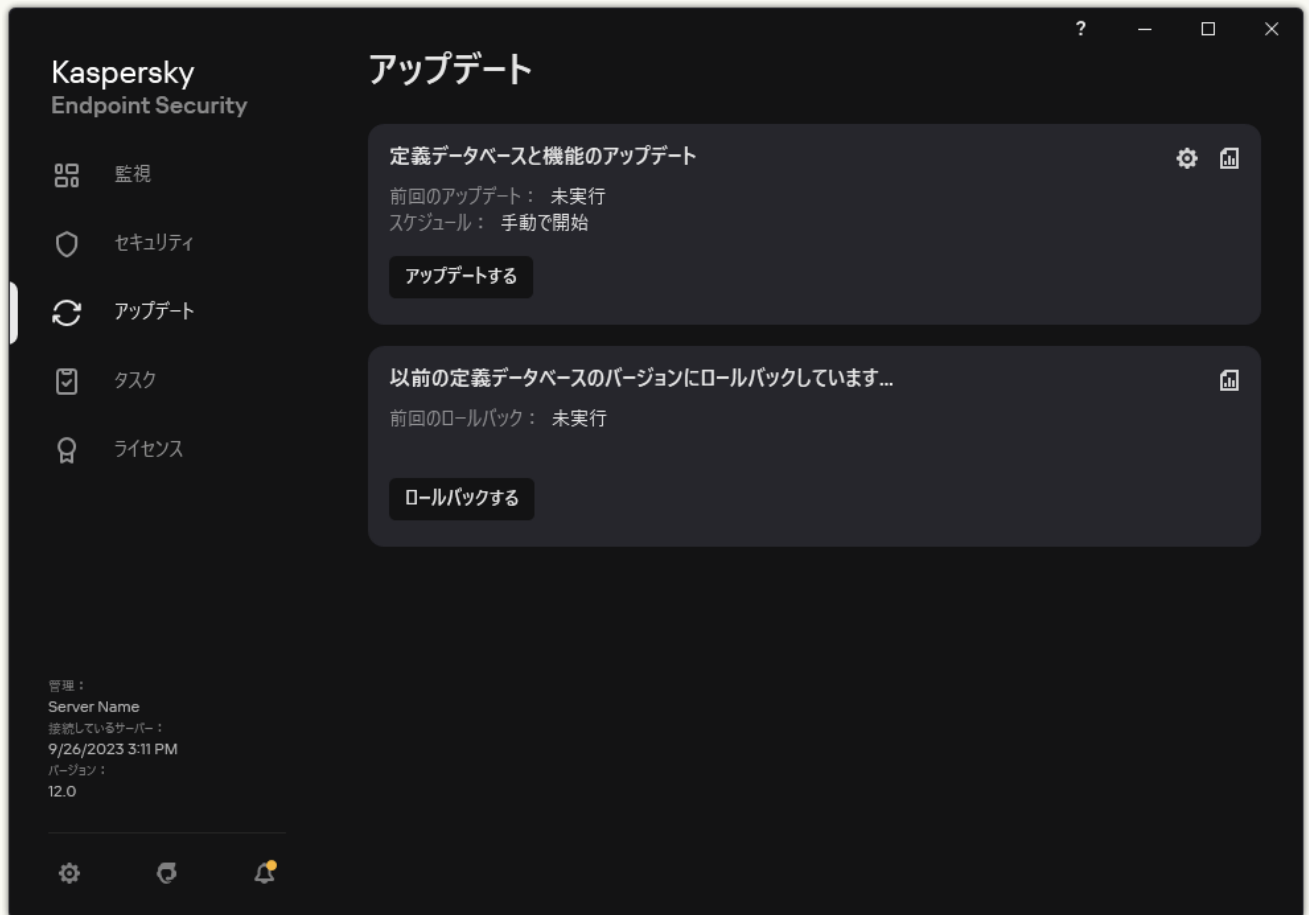 ?
Kaspersky
Endpoint Security
監視
セキュリティ
アップデート
タスク
ライセンス
管理：
Server Name
接続しているサーバー：
9/26/2023 3:11 PM
バージョン：
12.0
アップデート
定義データベースと機能のアップデート
前回のアップデート： 未実行
スケジュール： 手動で開始
アップデートする
以前の定義データベースのバージョンにロールバックしています...
前回のロールバック： 未実行
ロールバックする